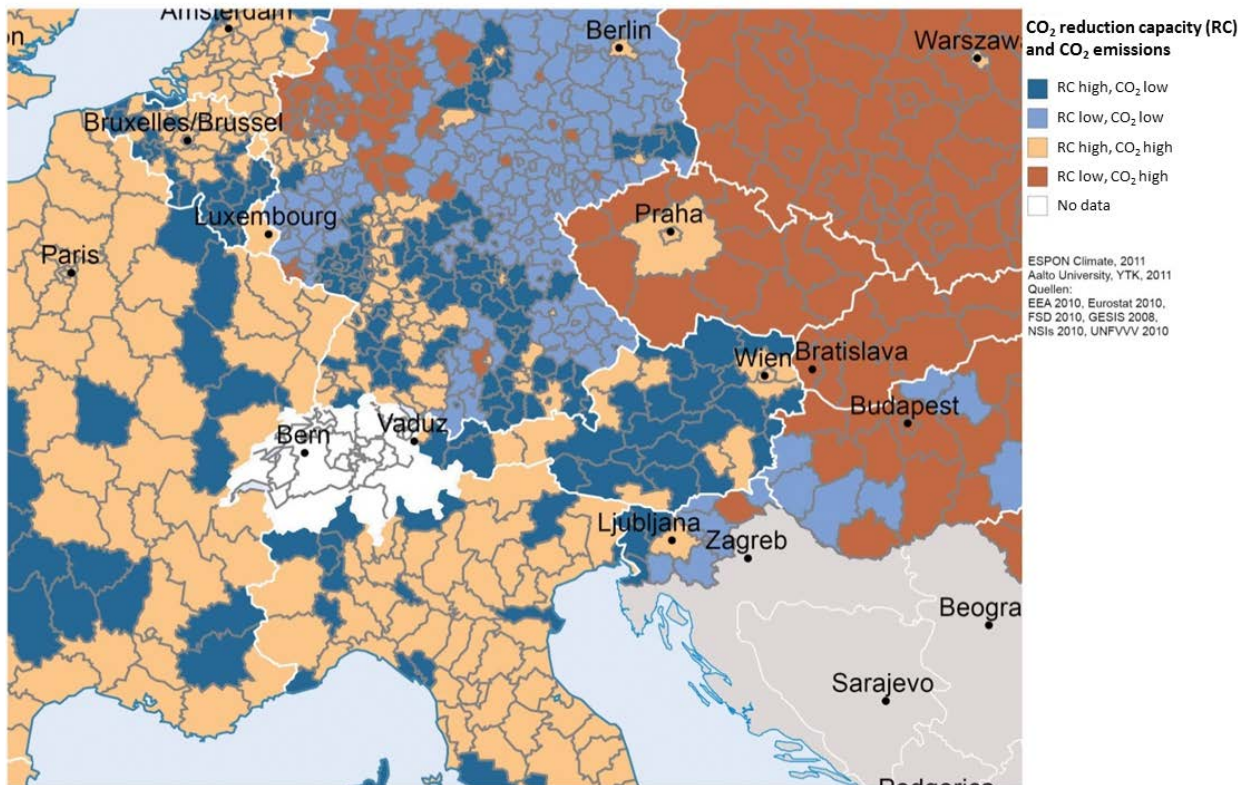 Amsterdam
on
Berlin
Warszaw
Bruxelles/Brussel
Luxembourg
Praha
Paris
Wien
Bratislava
Budapest
Bern
Vaduz
Ljubljana
Zagreb
Beogra
Sarajevo
Podgorica
CO₂ reduction capacity (RC)
and CO₂ emissions
RC high, CO₂ low
RC low, CO₂ low
RC high, CO₂ high
RC low, CO₂ high
No data
ESPON Climate, 2011
Aalto University, YTK, 2011
Quellen:
EEA 2010, Eurostat 2010,
FSD 2010, GESIS 2008,
NSIs 2010, UNFVVV 2010